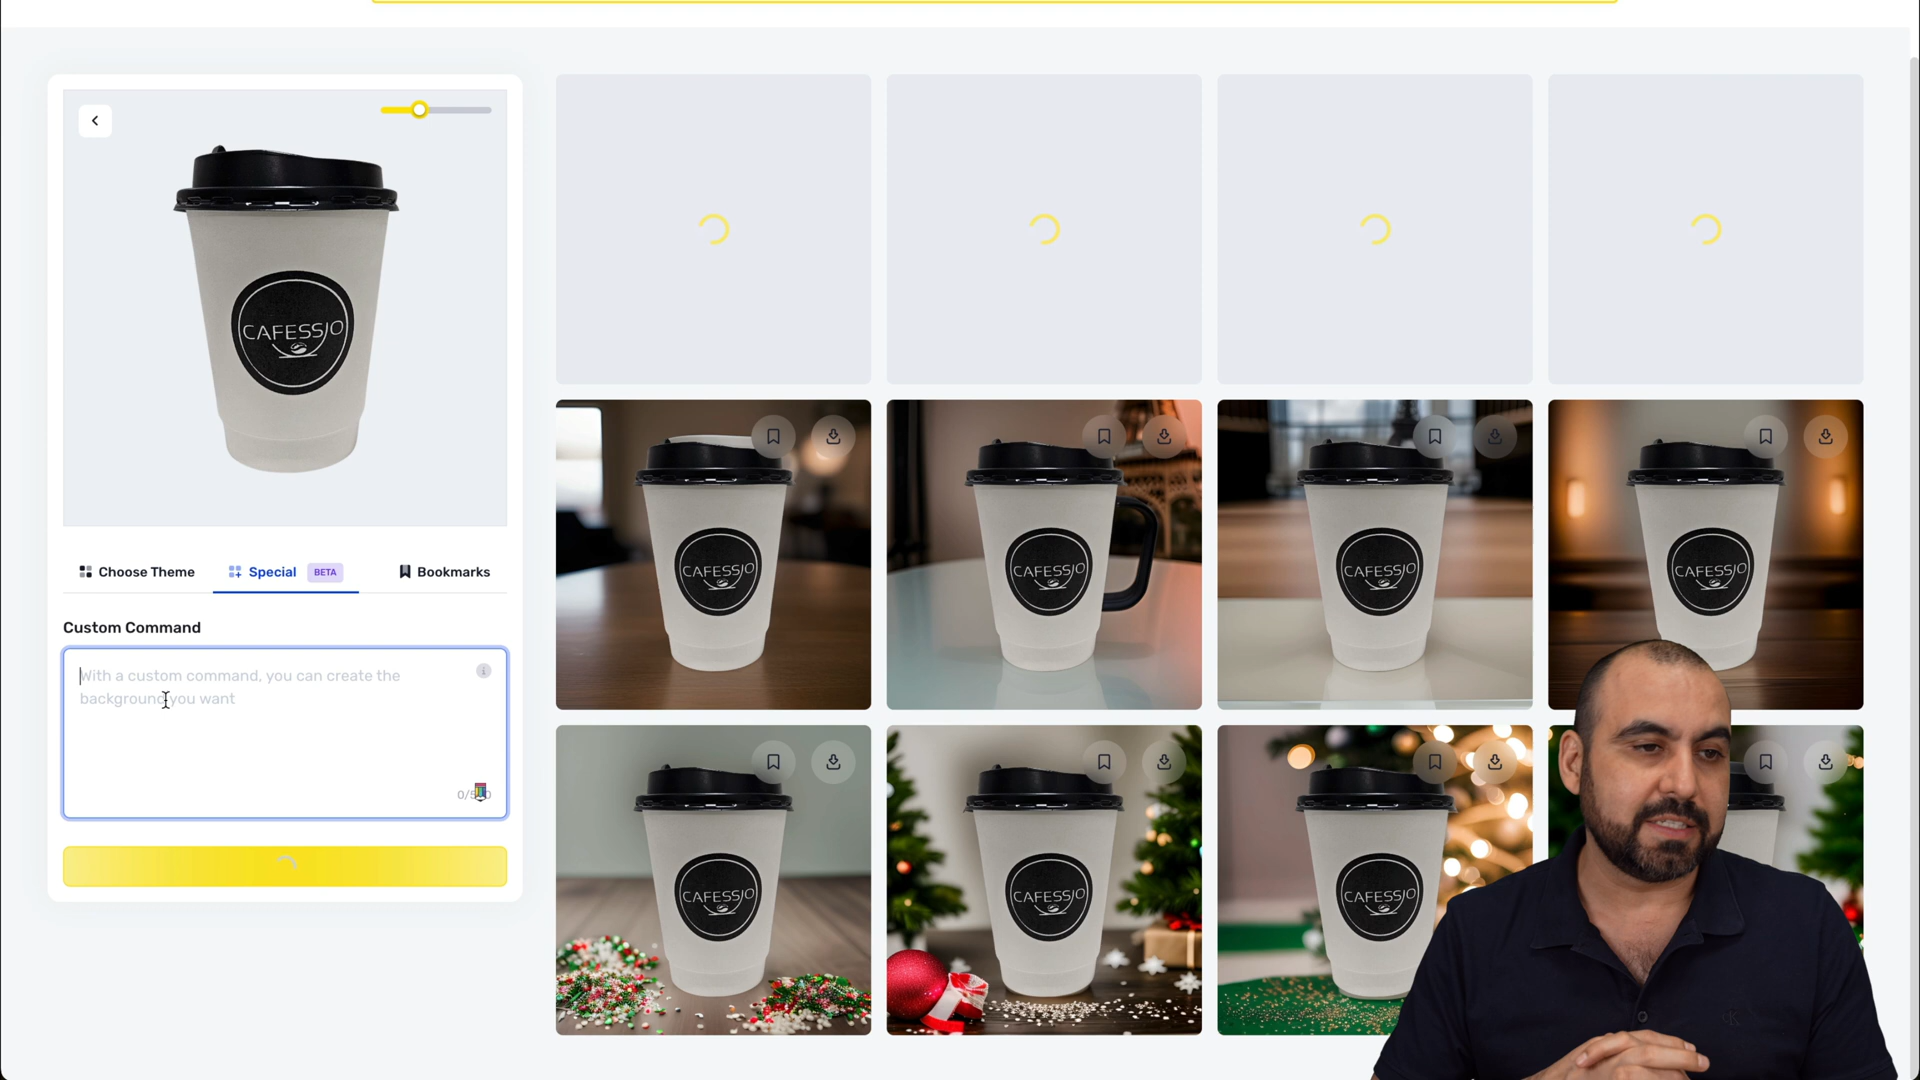 CAFESSJO
Choose Theme
Special
BETA
Bookmarks
Custom Command
With a custom command, you can create the
background you want
CAFESSJO
CAFESSJO
CAFESSJO
CAFESSJO
CAFESSJO
CAFESSJO
CAFESSJO